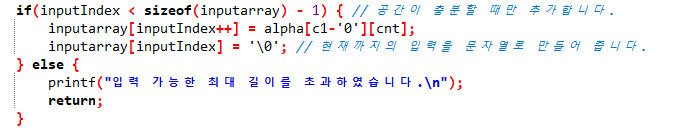 if(inputIndex < sizeof(inputarray) - 1) { // 공간이 충분할 때만 추가합니다.
inputarray[inputIndex++] = alpha[c1-'0'][cnt];
inputarray[inputIndex] = '\0'; // 현재까지의 입력을 문자열로 만들어 줍니다.
} else {
printf("입력 가능한 최대 길이를 초과하였습니다.\n");
return;
}